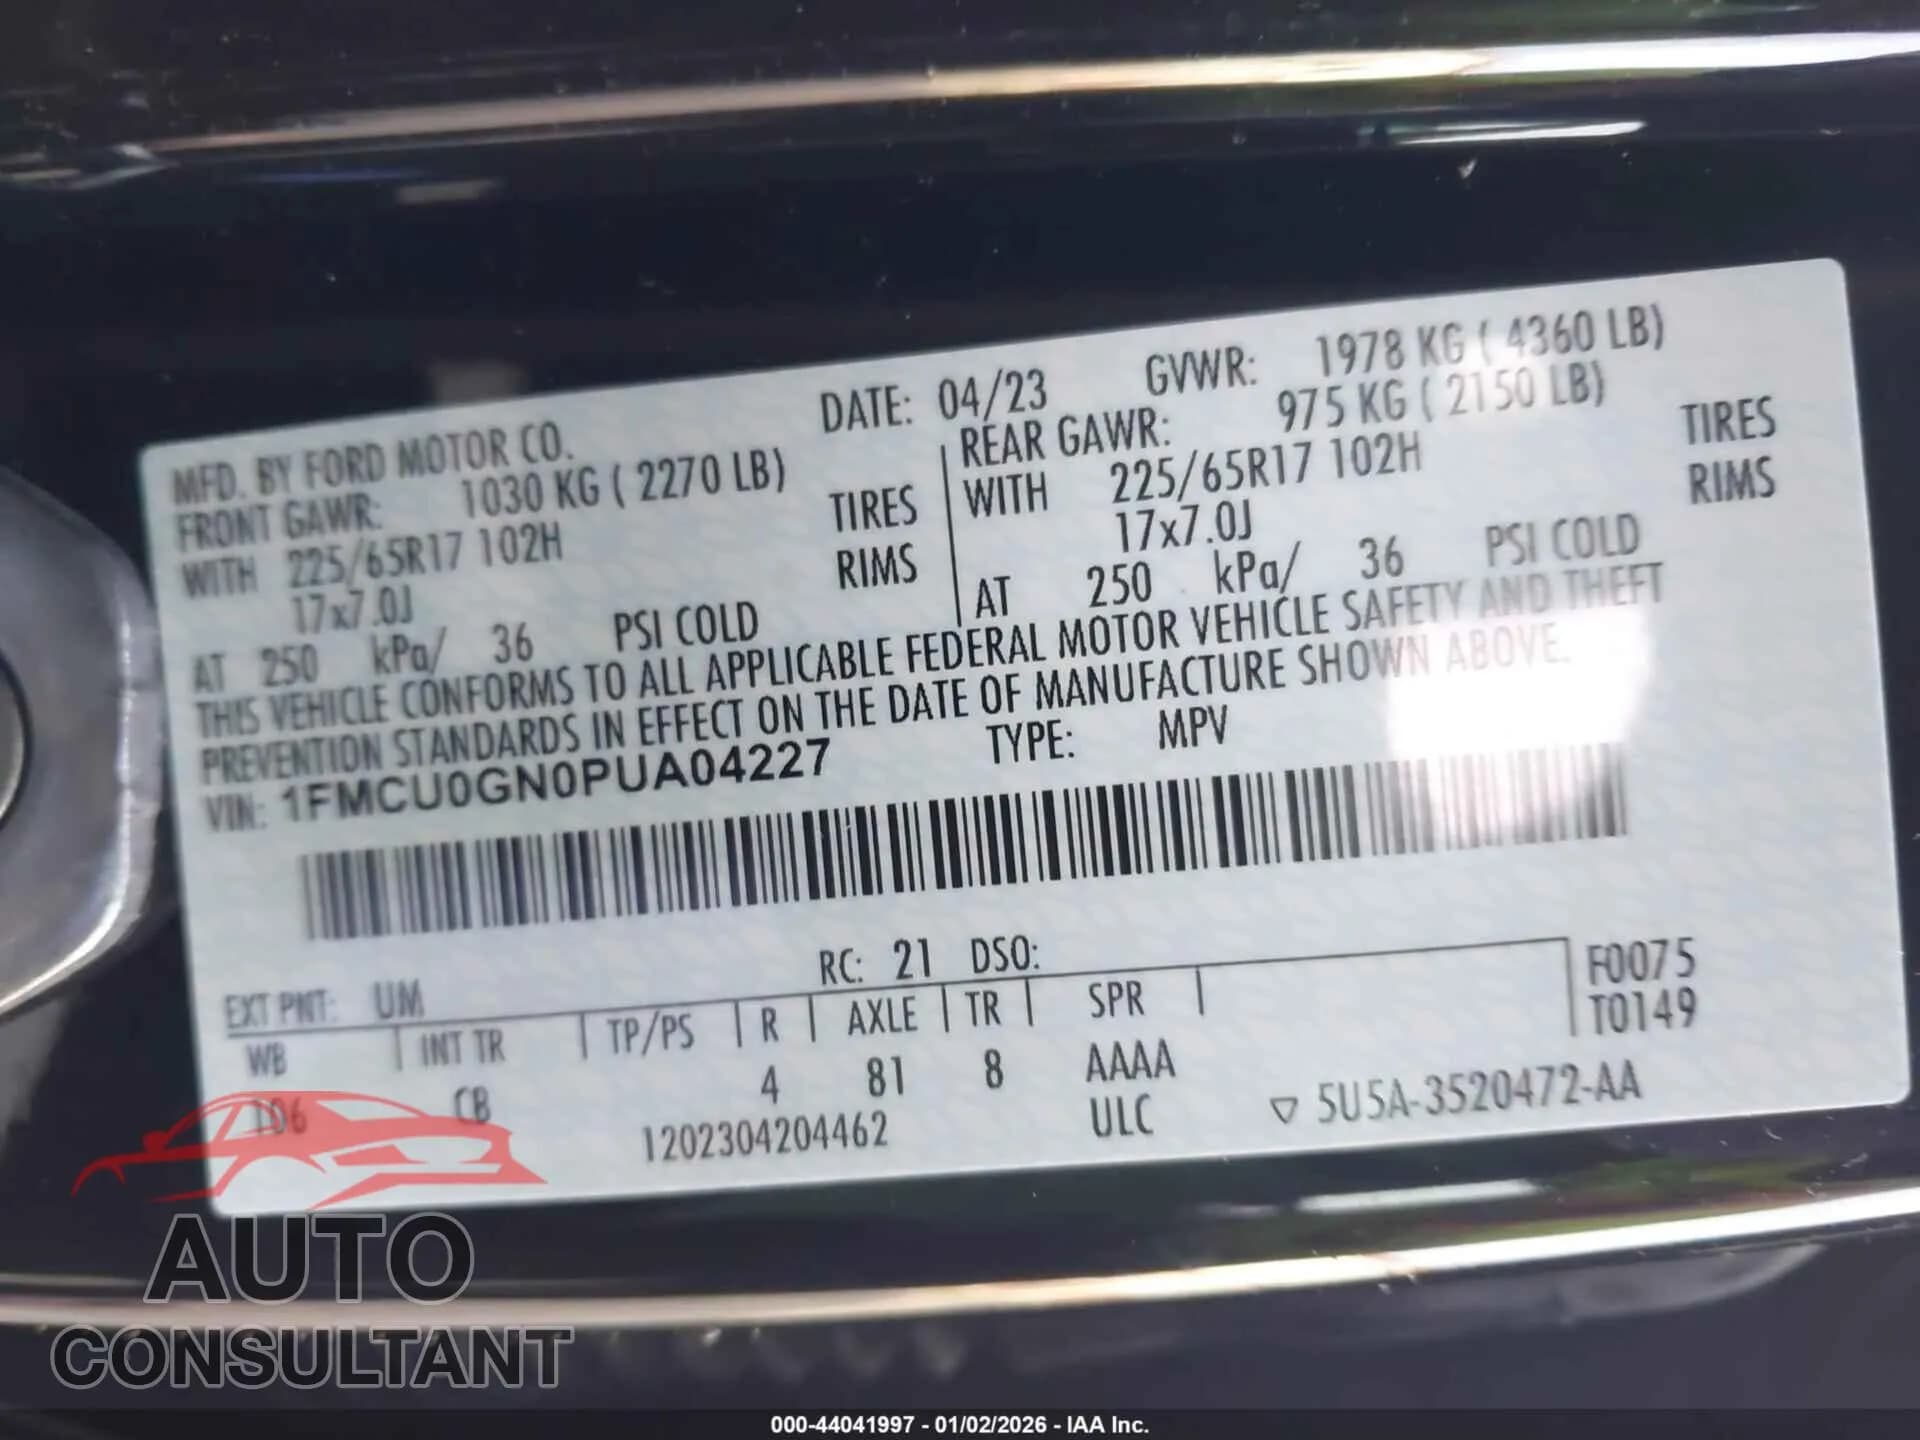 MFD. BY FORD MOTOR CO.
DATE: 04/23
GVWR: 1978 KG ( 4360 LB)
FRONT GAWR: 1030 KG ( 2270 LB)
WITH 225/65R17 102H TIRES
17x7.0J RIMS
AT 250 kPa/ 36 PSI COLD
REAR GAWR: 975 KG ( 2150 LB)
WITH 225/65R17 102H TIRES
17x7.0J RIMS
AT 250 kPa/ 36 PSI COLD
THIS VEHICLE CONFORMS TO ALL APPLICABLE FEDERAL MOTOR VEHICLE SAFETY AND THEFT
PREVENTION STANDARDS IN EFFECT ON THE DATE OF MANUFACTURE SHOWN ABOVE.
VIN: 1FMCU0GN0PUA04227 TYPE: MPV
EXT PNT: UM RC: 21 DSO:
WB INT TR TP/PS R AXLE TR SPR
106 CB 4 81 8 AAAA
F0075
T0149
1202304204462 ULC ▽ 5U5A-3520472-AA
AUTO
CONSULTANT
000-44041997 - 01/02/2026 - IAA Inc.